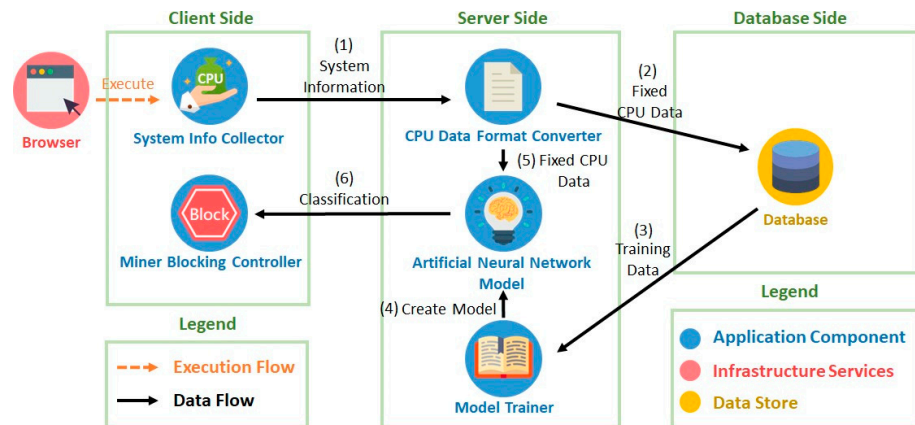 Client Side
Server Side
Database Side
Browser
Execute
CPU
System Info Collector
(1)
System
Information
CPU Data Format Converter
(2)
Fixed
CPU Data
(5) Fixed CPU
Data
(6)
Classification
Block
Miner Blocking Controller
Artificial Neural Network
Model
Database
(3)
Training
Data
(4) Create Model
Model Trainer
Legend
Execution Flow
Data Flow
Legend
Application Component
Infrastructure Services
Data Store